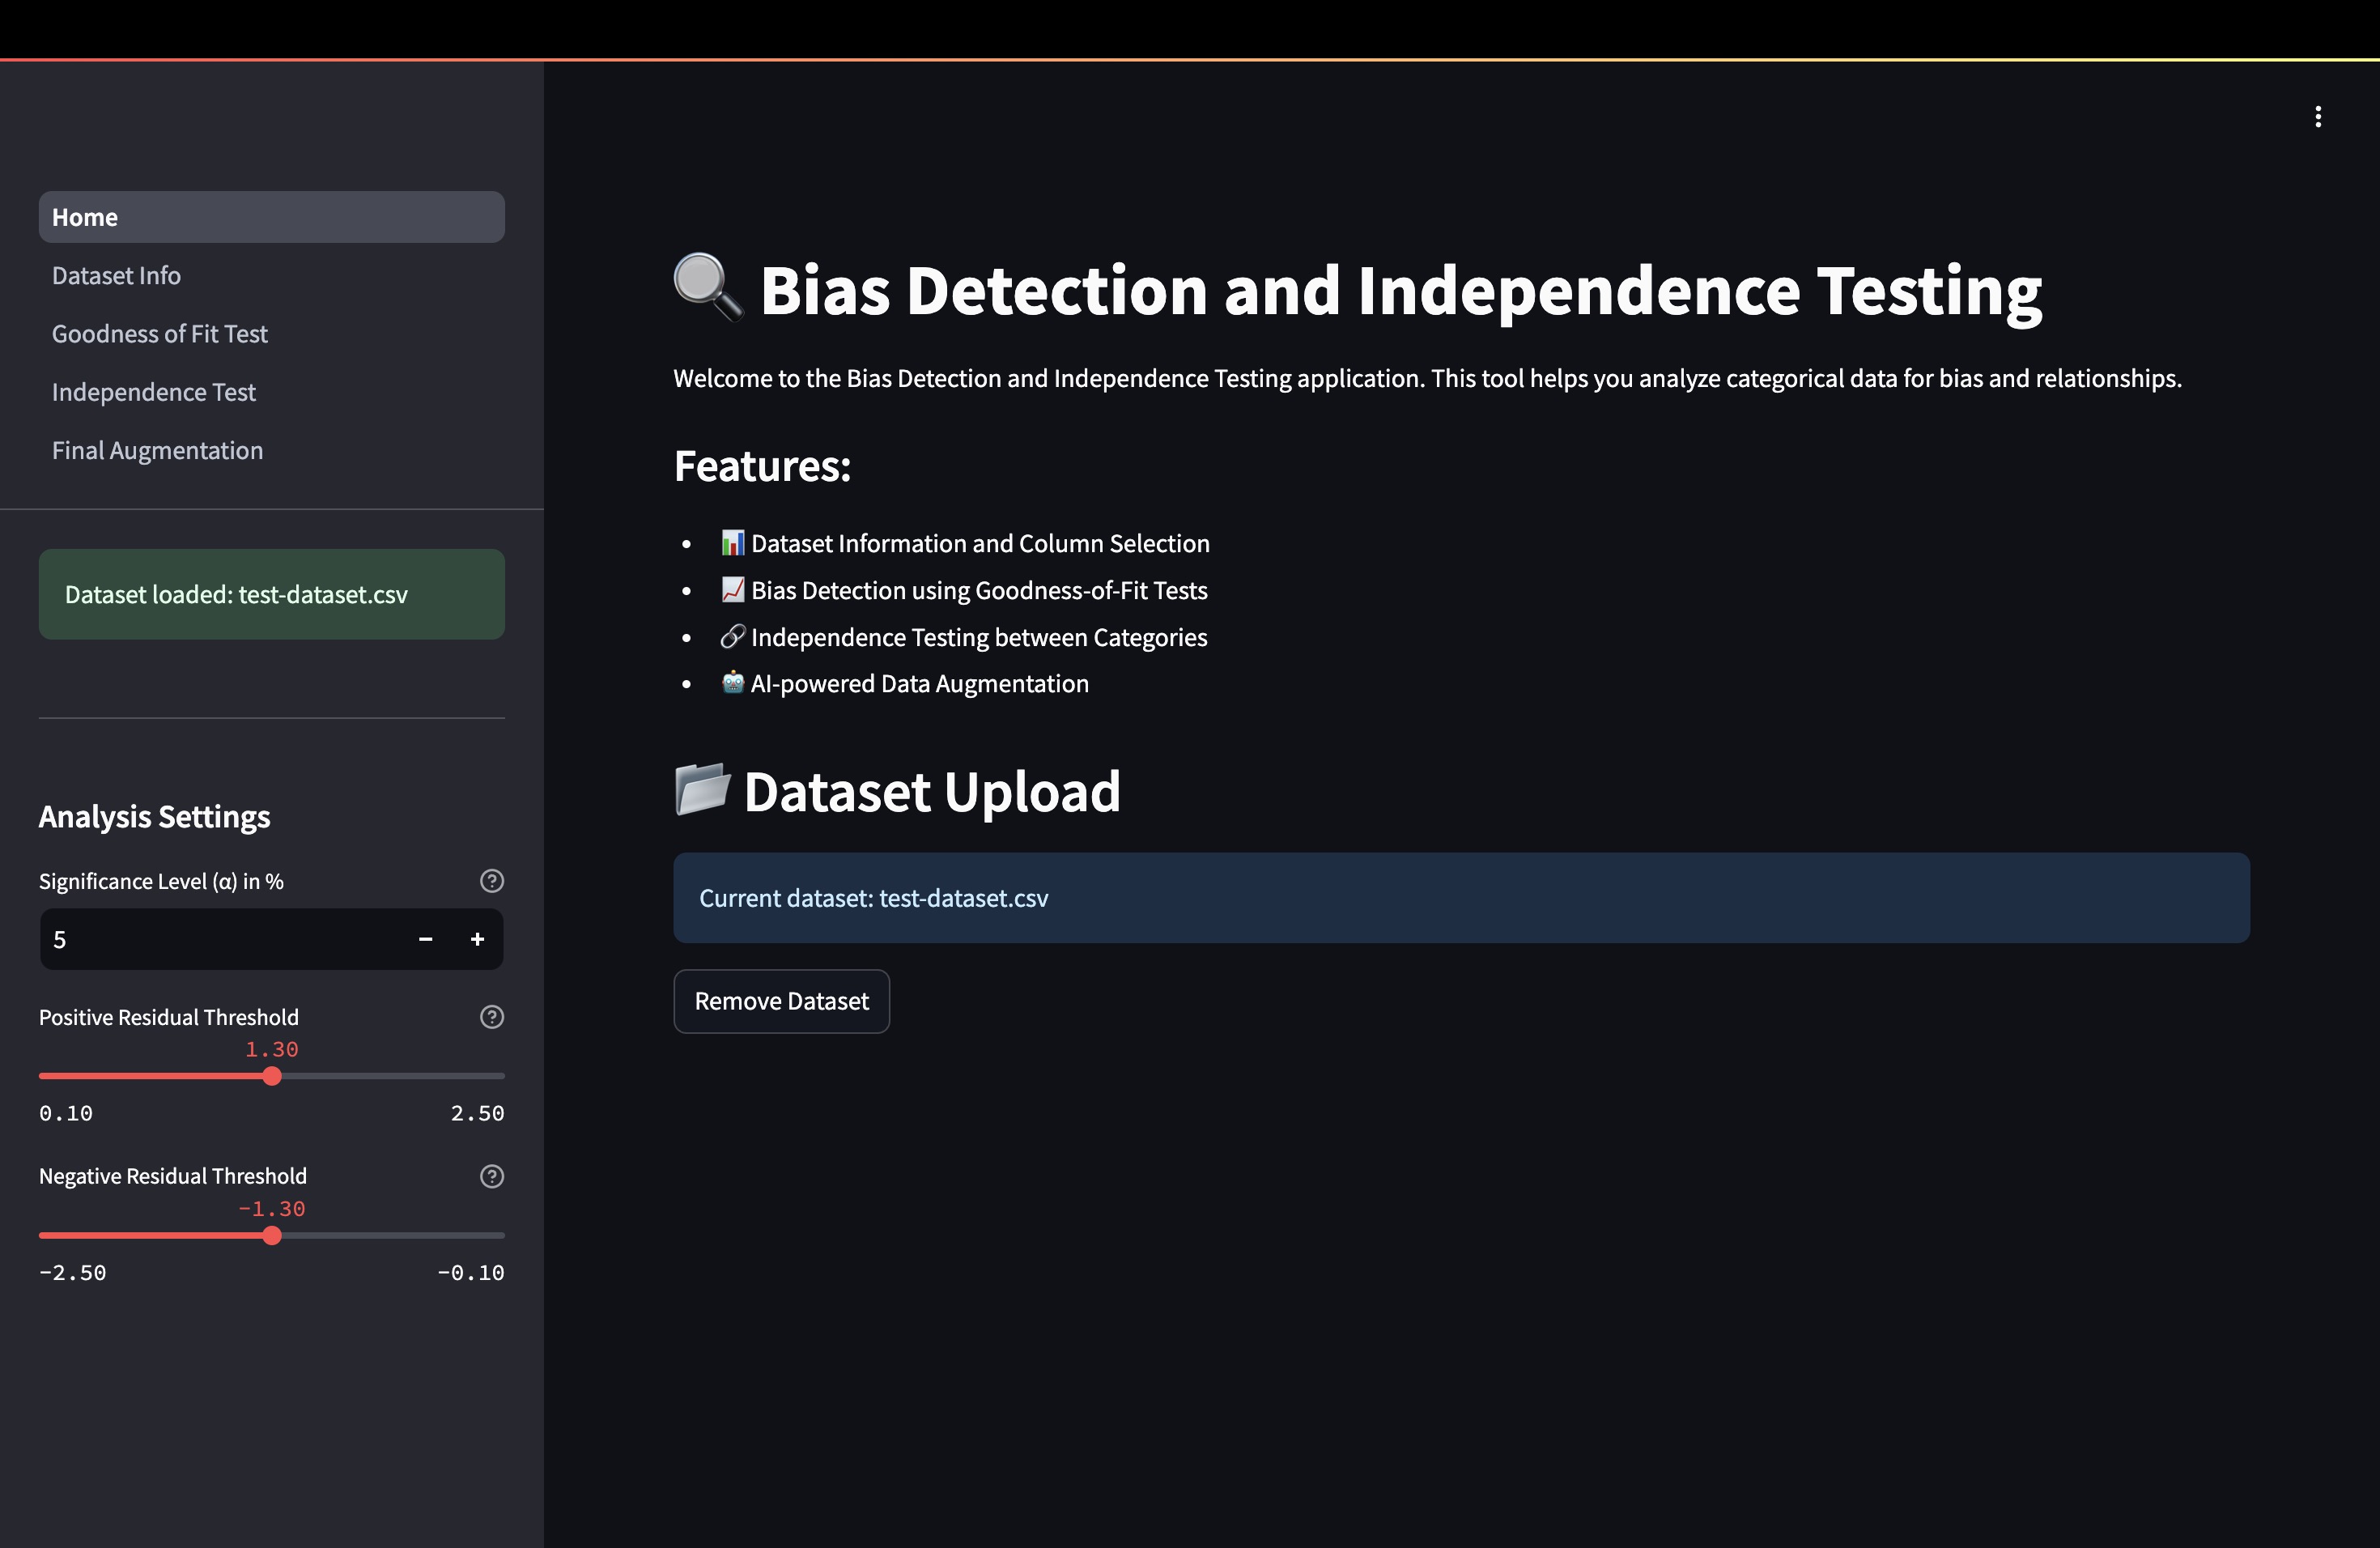 Home
Dataset Info
Goodness of Fit Test
Independence Test
Final Augmentation
Dataset loaded: test-dataset.csv
Analysis Settings
Significance Level (α) in %
5
Positive Residual Threshold
1.30
0.10 2.50
Negative Residual Threshold
−1.30
−2.50 −0.10
Bias Detection and Independence Testing
Welcome to the Bias Detection and Independence Testing application. This tool helps you analyze categorical data for bias and relationships.
Features:
Dataset Information and Column Selection
Bias Detection using Goodness-of-Fit Tests
Independence Testing between Categories
AI-powered Data Augmentation
Dataset Upload
Current dataset: test-dataset.csv
Remove Dataset